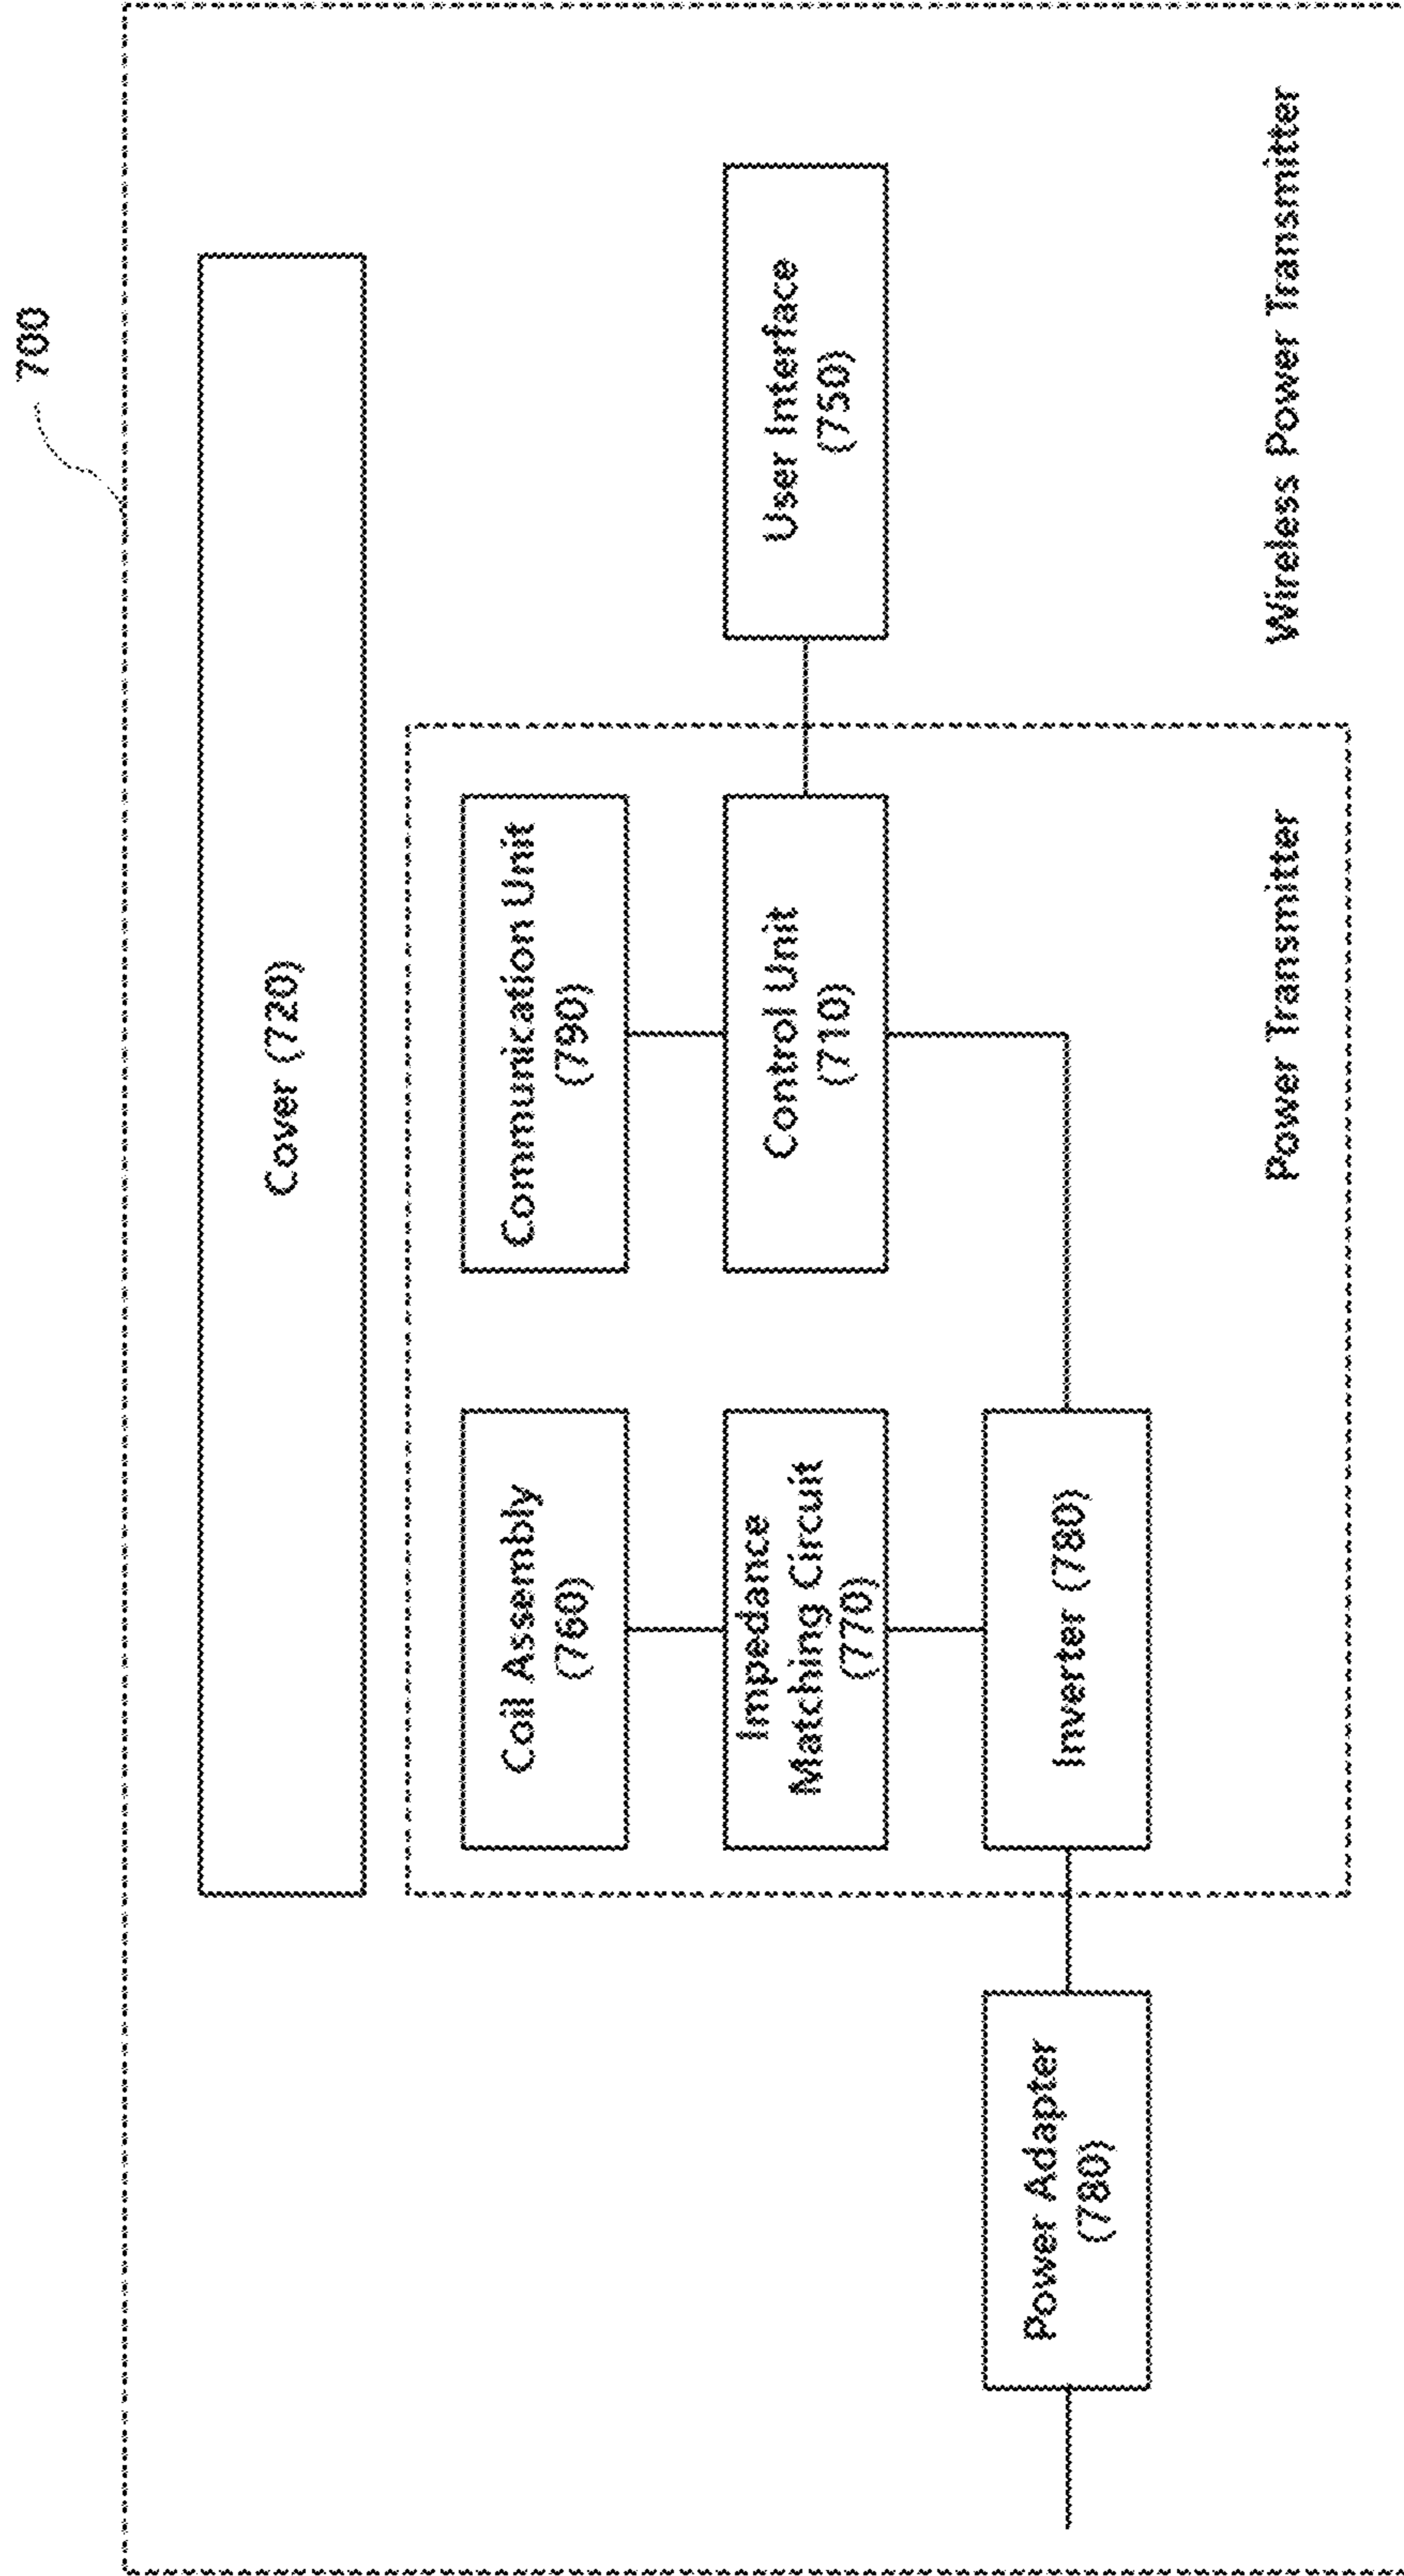 700
Cover (720)
Coil Assembly
(760)
Communication Unit
(790)
Impedance
Matching Circuit
(770)
Control Unit
(710)
User Interface
(750)
Power Adapter
(780)
Inverter (780)
Power Transmitter
Wireless Power Transmitter